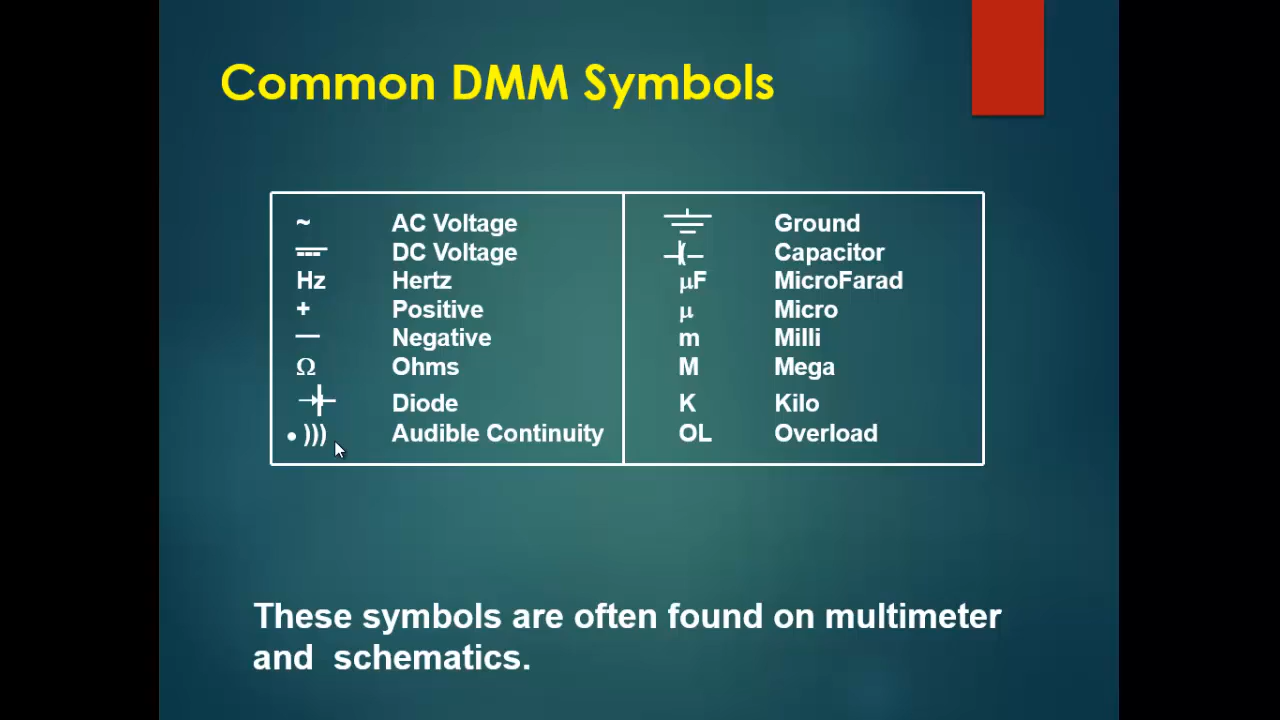 Common DMM Symbols
~ AC Voltage
DC Voltage
Hz Hertz
+ Positive
— Negative
Ω Ohms
Diode
• ))) Audible Continuity
Ground
Capacitor
μF MicroFarad
μ Micro
m Milli
M Mega
K Kilo
OL Overload
These symbols are often found on multimeter
and schematics.